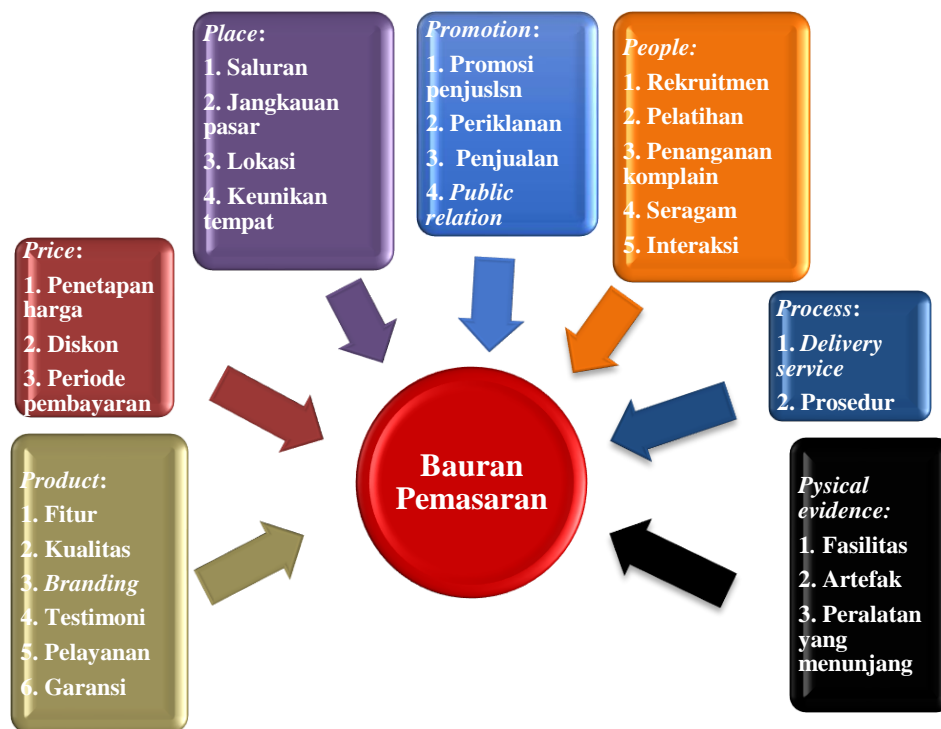 Place:
1. Saluran
2. Jangkauan
pasar
3. Lokasi
4. Keunikan
tempat
Promotion:
1. Promosi
penjuslsn
2. Periklanan
3. Penjualan
4. Public
relation
People:
1. Rekruitmen
2. Pelatihan
3. Penanganan
komplain
4. Seragam
5. Interaksi
Price:
1. Penetapan
harga
2. Diskon
3. Periode
pembayaran
Process:
1. Delivery
service
2. Prosedur
Product:
1. Fitur
2. Kualitas
3. Branding
4. Testimoni
5. Pelayanan
6. Garansi
Bauran
Pemasaran
Pysical
evidence:
1. Fasilitas
2. Artefak
3. Peralatan
yang
menunjang